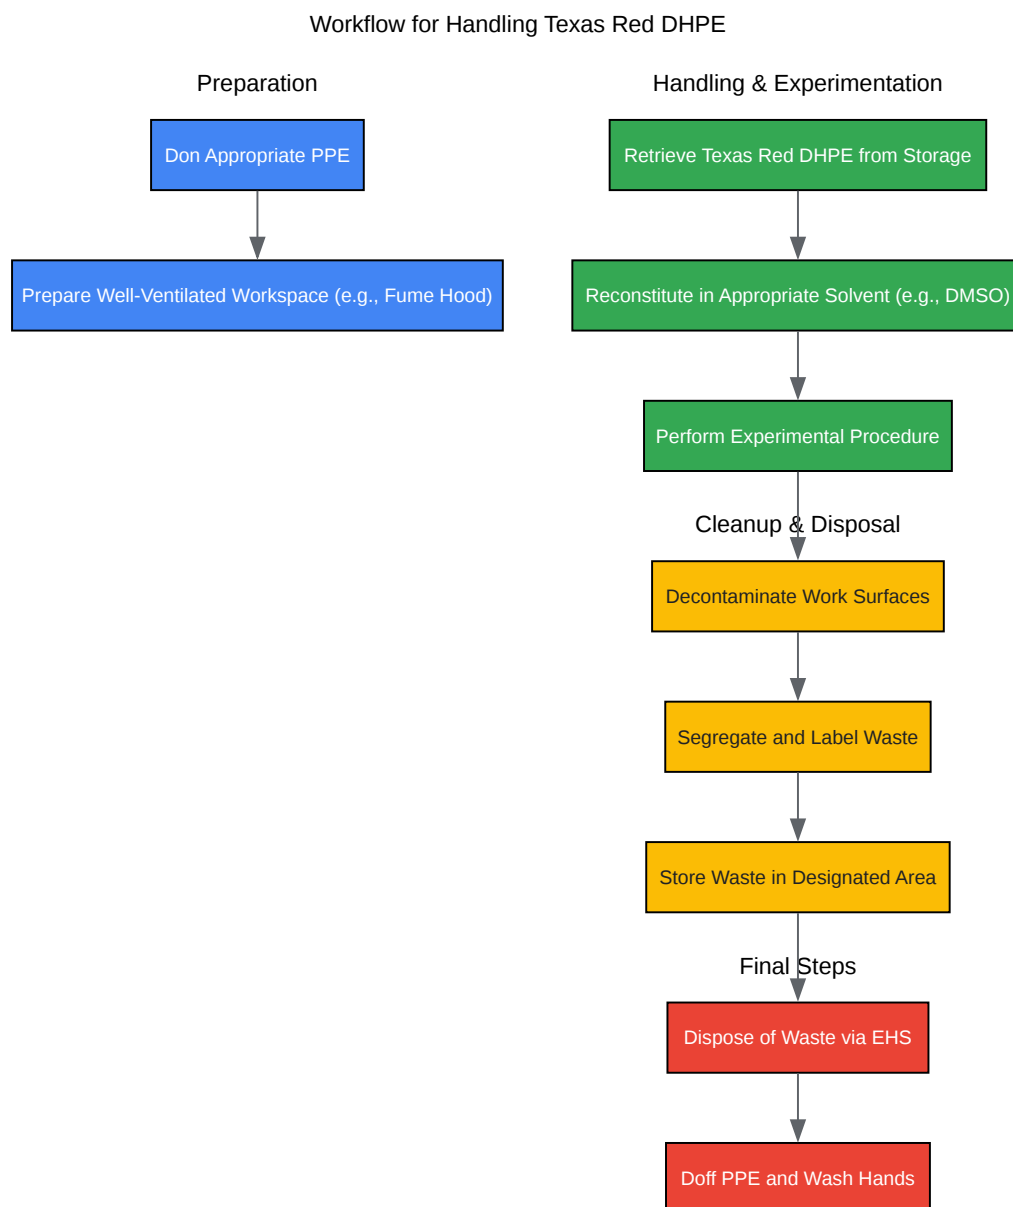 Workflow for Handling Texas Red DHPE
Preparation
Don Appropriate PPE
Prepare Well-Ventilated Workspace (e.g., Fume Hood)
Handling & Experimentation
Retrieve Texas Red DHPE from Storage
Reconstitute in Appropriate Solvent (e.g., DMSO)
Perform Experimental Procedure
Cleanup & Disposal
Decontaminate Work Surfaces
Segregate and Label Waste
Store Waste in Designated Area
Final Steps
Dispose of Waste via EHS
Doff PPE and Wash Hands